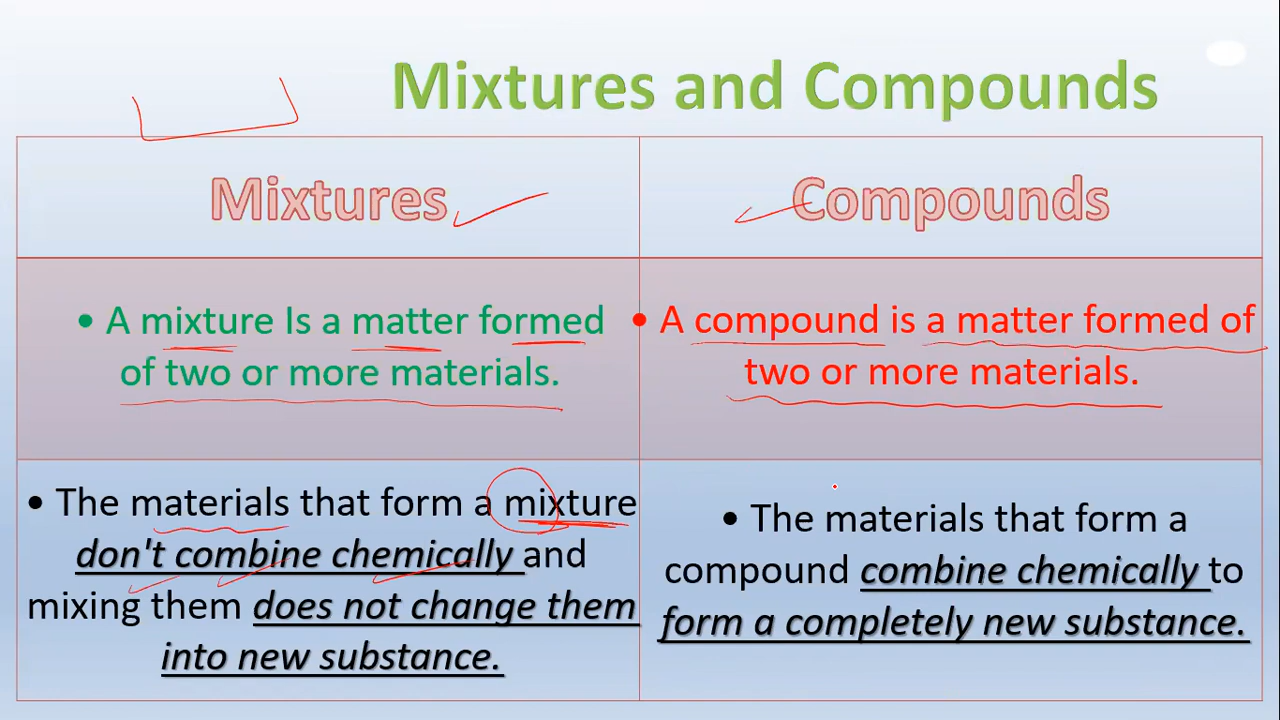 Mixtures and Compounds
Mixtures
Compounds
• A mixture Is a matter formed
of two or more materials.
• A compound is a matter formed of
two or more materials.
• The materials that form a mixture
don't combine chemically and
mixing them does not change them
into new substance.
• The materials that form a
compound combine chemically to
form a completely new substance.